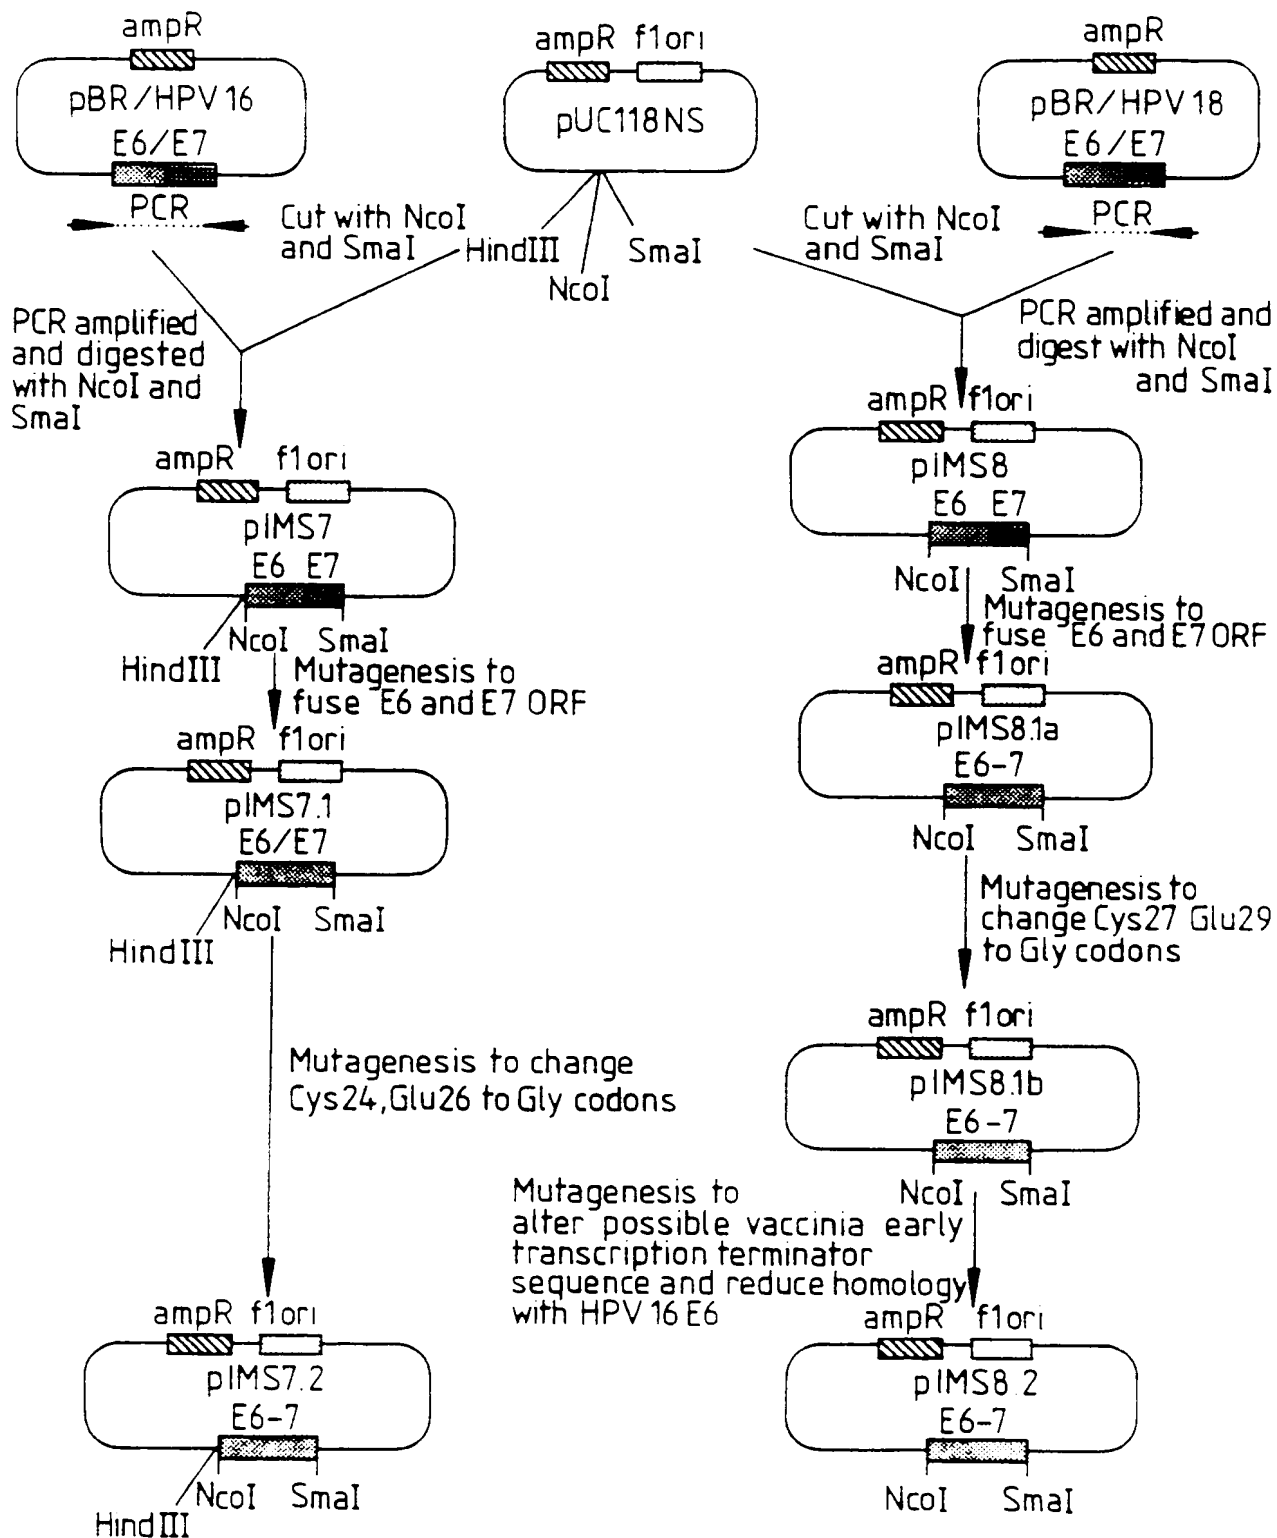 ampR
pBR/HPV16
E6/E7
PCR
ampR f1ori
pUC118NS
HindIII
NcoI
SmaI
ampR
pBR/HPV18
E6/E7
PCR
Cut with NcoI
and SmaI
Cut with NcoI
and SmaI
PCR amplified
and digested
with NcoI and
SmaI
PCR amplified and
digest with NcoI
and SmaI
ampR f1ori
pIMS7
E6 E7
NcoI SmaI
HindIII
Mutagenesis to
fuse E6 and E7 ORF
ampR f1ori
pIMS7.1
E6/E7
NcoI SmaI
HindIII
Mutagenesis to change
Cys24,Glu26 to Gly codons
ampR f1ori
pIMS7.2
E6-7
NcoI SmaI
HindIII
ampR f1ori
pIMS8
E6 E7
NcoI SmaI
Mutagenesis to
fuse E6 and E7 ORF
ampR f1ori
pIMS8.1a
E6-7
NcoI SmaI
Mutagenesis to
change Cys27 Glu29
to Gly codons
ampR f1ori
pIMS8.1b
E6-7
NcoI SmaI
Mutagenesis to
alter possible vaccinia early
transcription terminator
sequence and reduce homology
with HPV 16 E6
ampR f1ori
pIMS8.2
E6-7
NcoI SmaI